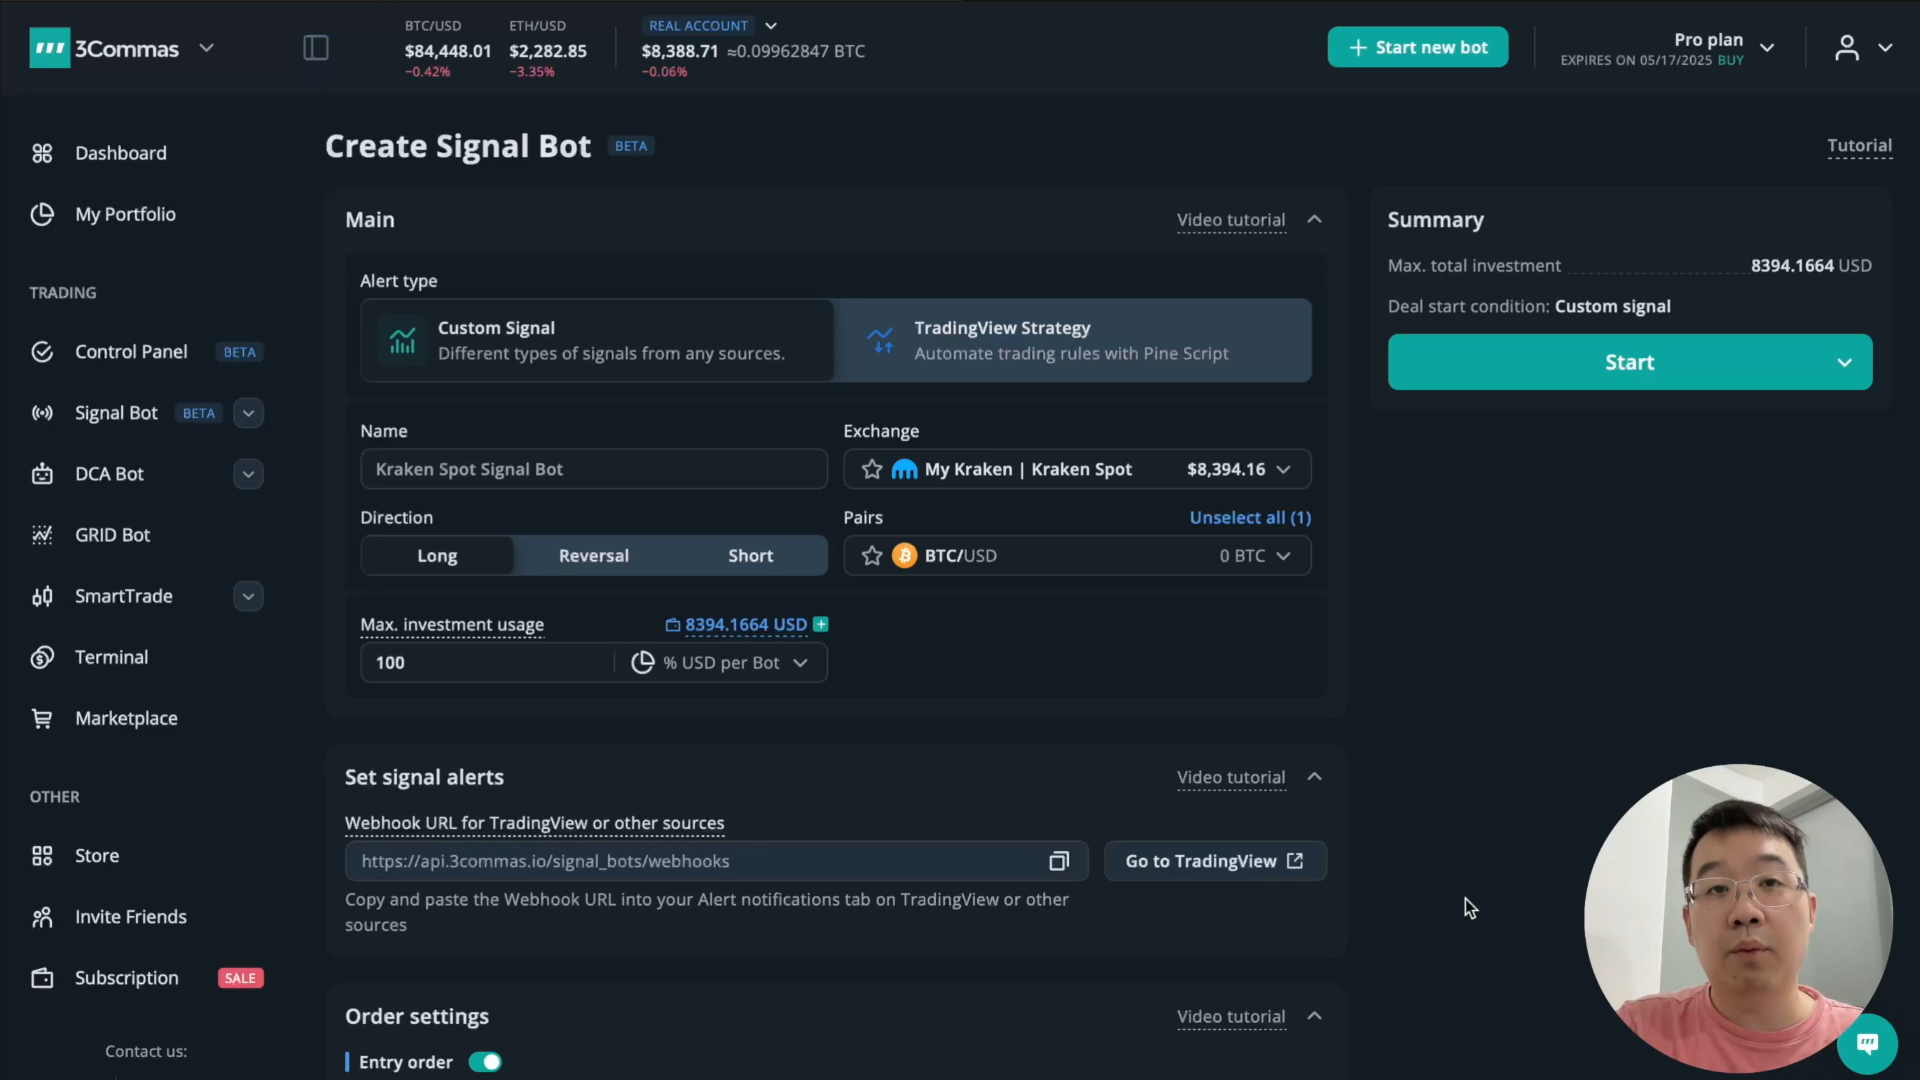 3Commas
BTC/USD
$84,448.01
−0.42%
ETH/USD
$2,282.85
−3.35%
REAL ACCOUNT
$8,388.71 ≈0.09962847 BTC
−0.06%
Start new bot
Pro plan
EXPIRES ON 05/17/2025 BUY
Dashboard
My Portfolio
TRADING
Control Panel BETA
Signal Bot BETA
DCA Bot
GRID Bot
SmartTrade
Terminal
Marketplace
OTHER
Store
Invite Friends
Subscription SALE
Contact us:
Create Signal Bot BETA
Tutorial
Main
Video tutorial
Alert type
Custom Signal
Different types of signals from any sources.
TradingView Strategy
Automate trading rules with Pine Script
Name
Kraken Spot Signal Bot
Exchange
My Kraken | Kraken Spot $8,394.16
Direction
Long Reversal Short
Pairs Unselect all (1)
BTC/USD 0 BTC
Max. investment usage 8394.1664 USD
100 % USD per Bot
Set signal alerts
Video tutorial
Webhook URL for TradingView or other sources
https://api.3commas.io/signal_bots/webhooks
Go to TradingView
Copy and paste the Webhook URL into your Alert notifications tab on TradingView or other
sources
Order settings
Video tutorial
Entry order
Summary
Max. total investment 8394.1664 USD
Deal start condition: Custom signal
Start